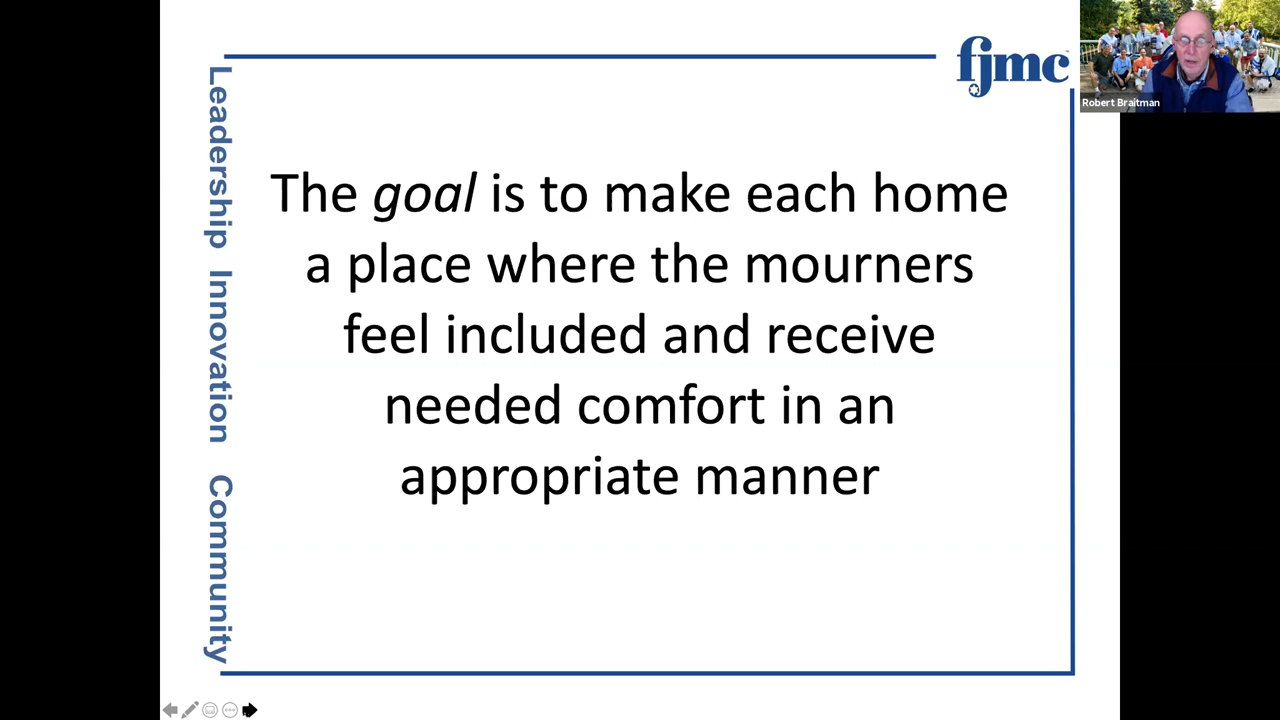 fjmc
Robert Braitman
Leadership Innovation Community
The goal is to make each home
a place where the mourners
feel included and receive
needed comfort in an
appropriate manner